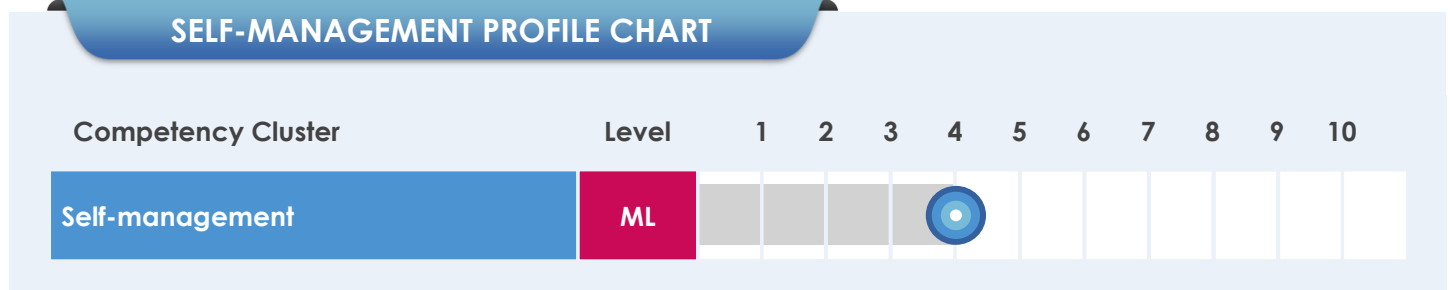 SELF-MANAGEMENT PROFILE CHART
Competency Cluster Level 1 2 3 4 5 6 7 8 9 10
Self-management ML